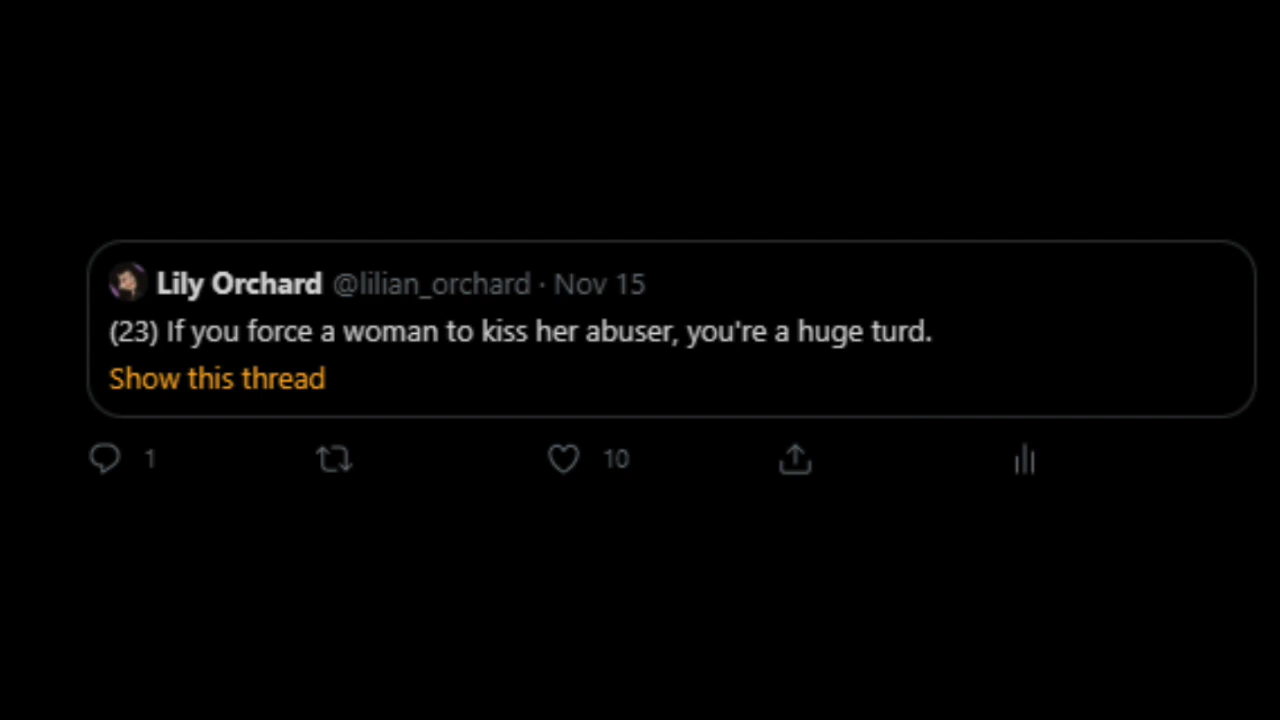 Lily Orchard @lilian_orchard · Nov 15
(23) If you force a woman to kiss her abuser, you're a huge turd.
Show this thread
1 10